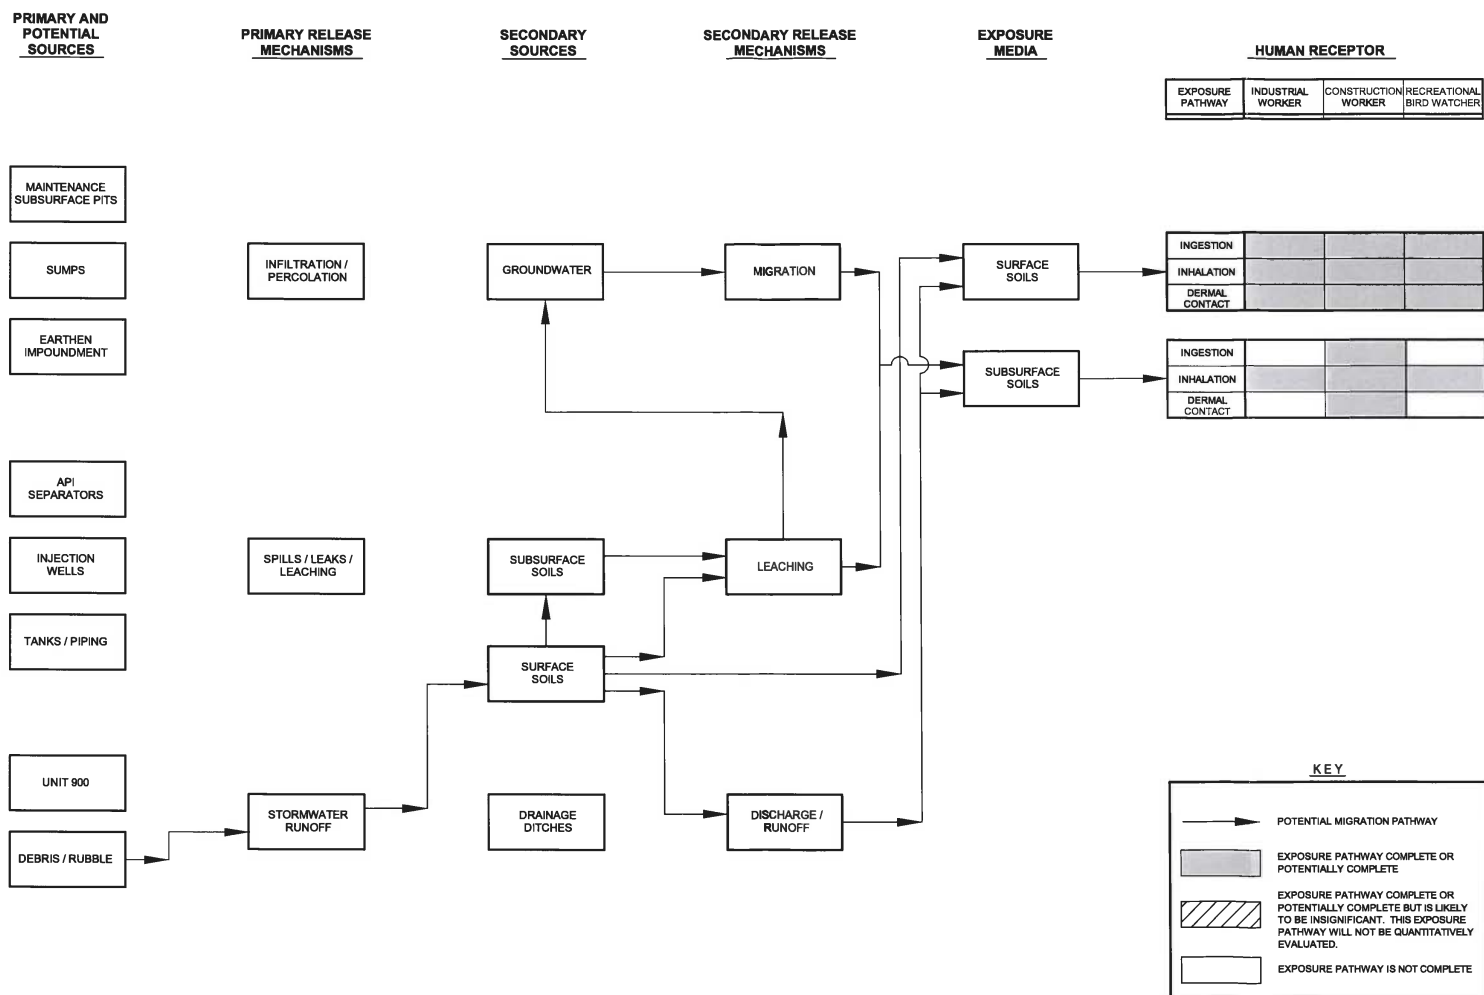 PRIMARY AND
POTENTIAL
SOURCES
PRIMARY RELEASE
MECHANISMS
SECONDARY
SOURCES
SECONDARY RELEASE
MECHANISMS
EXPOSURE
MEDIA
HUMAN RECEPTOR
EXPOSURE
PATHWAY
INDUSTRIAL
WORKER
CONSTRUCTION
WORKER
RECREATIONAL
BIRD WATCHER
MAINTENANCE
SUBSURFACE PITS
SUMPS
INFILTRATION /
PERCOLATION
GROUNDWATER
MIGRATION
SURFACE
SOILS
INGESTION
INHALATION
DERMAL
CONTACT
EARTHEN
IMPOUNDMENT
SUBSURFACE
SOILS
INGESTION
INHALATION
DERMAL
CONTACT
API
SEPARATORS
INJECTION
WELLS
SPILLS / LEAKS /
LEACHING
SUBSURFACE
SOILS
LEACHING
TANKS / PIPING
SURFACE
SOILS
UNIT 900
STORMWATER
RUNOFF
DRAINAGE
DITCHES
DISCHARGE /
RUNOFF
DEBRIS / RUBBLE
KEY
POTENTIAL MIGRATION PATHWAY
EXPOSURE PATHWAY COMPLETE OR
POTENTIALLY COMPLETE
EXPOSURE PATHWAY COMPLETE OR
POTENTIALLY COMPLETE BUT IS LIKELY
TO BE INSIGNIFICANT. THIS EXPOSURE
PATHWAY WILL NOT BE QUANTITATIVELY
EVALUATED.
EXPOSURE PATHWAY IS NOT COMPLETE